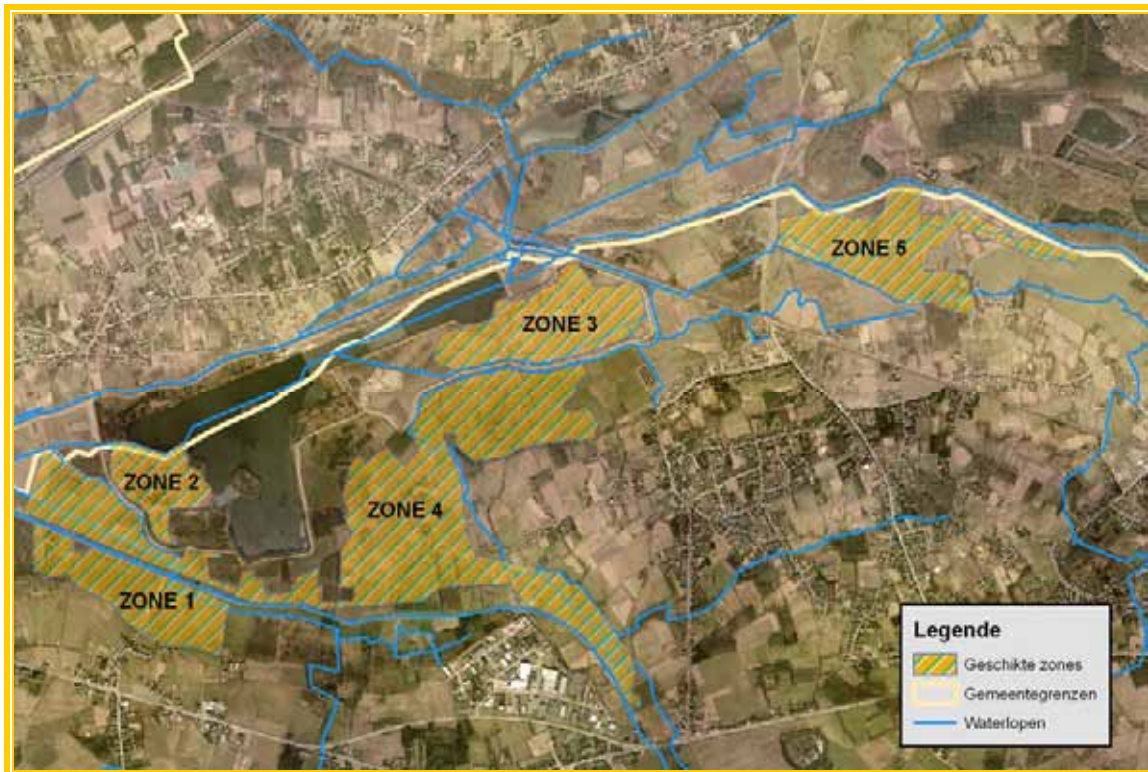 ZONE 5
ZONE 3
ZONE 2
ZONE 4
ZONE 1
Legende
Geschikte zones
Gemeentegrenzen
Waterlopen